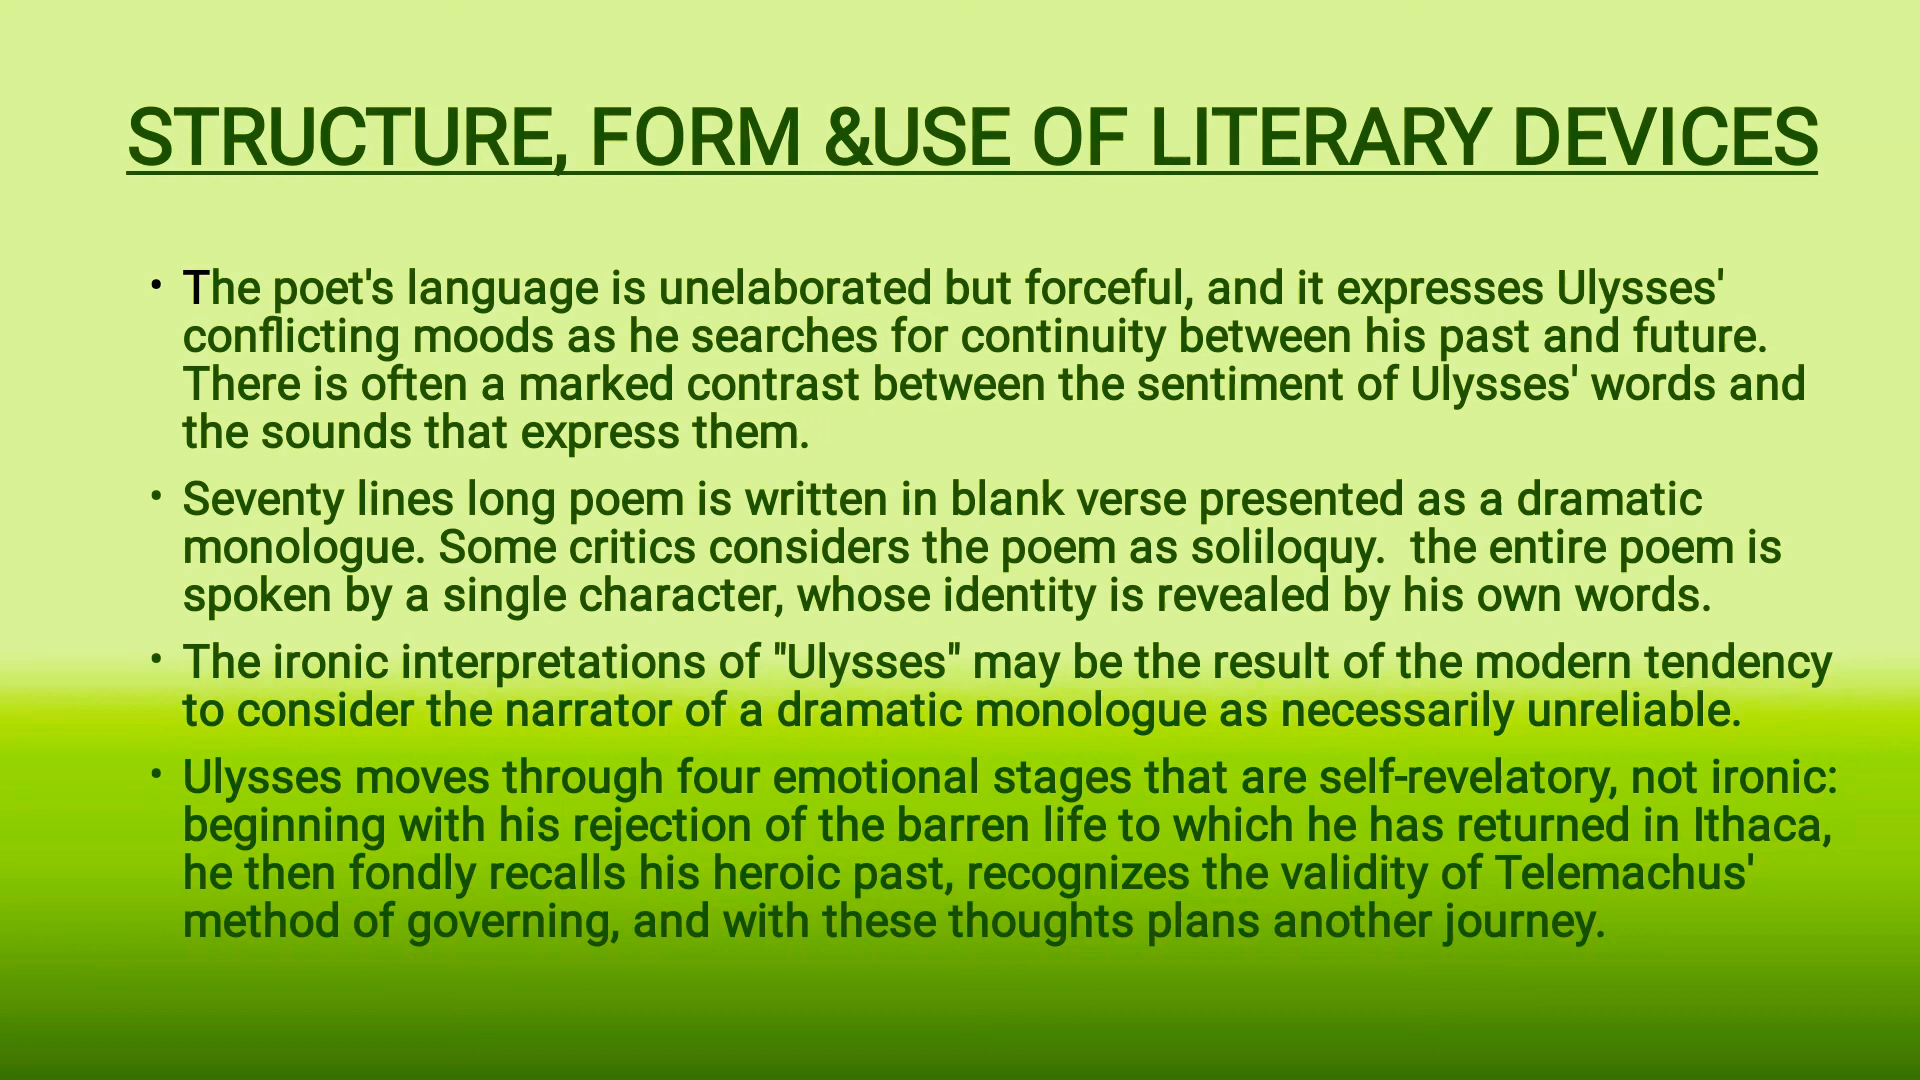 STRUCTURE, FORM &USE OF LITERARY DEVICES
• The poet's language is unelaborated but forceful, and it expresses Ulysses'
conflicting moods as he searches for continuity between his past and future.
There is often a marked contrast between the sentiment of Ulysses' words and
the sounds that express them.
• Seventy lines long poem is written in blank verse presented as a dramatic
monologue. Some critics considers the poem as soliloquy.  the entire poem is
spoken by a single character, whose identity is revealed by his own words.
• The ironic interpretations of "Ulysses" may be the result of the modern tendency
to consider the narrator of a dramatic monologue as necessarily unreliable.
• Ulysses moves through four emotional stages that are self-revelatory, not ironic:
beginning with his rejection of the barren life to which he has returned in Ithaca,
he then fondly recalls his heroic past, recognizes the validity of Telemachus'
method of governing, and with these thoughts plans another journey.